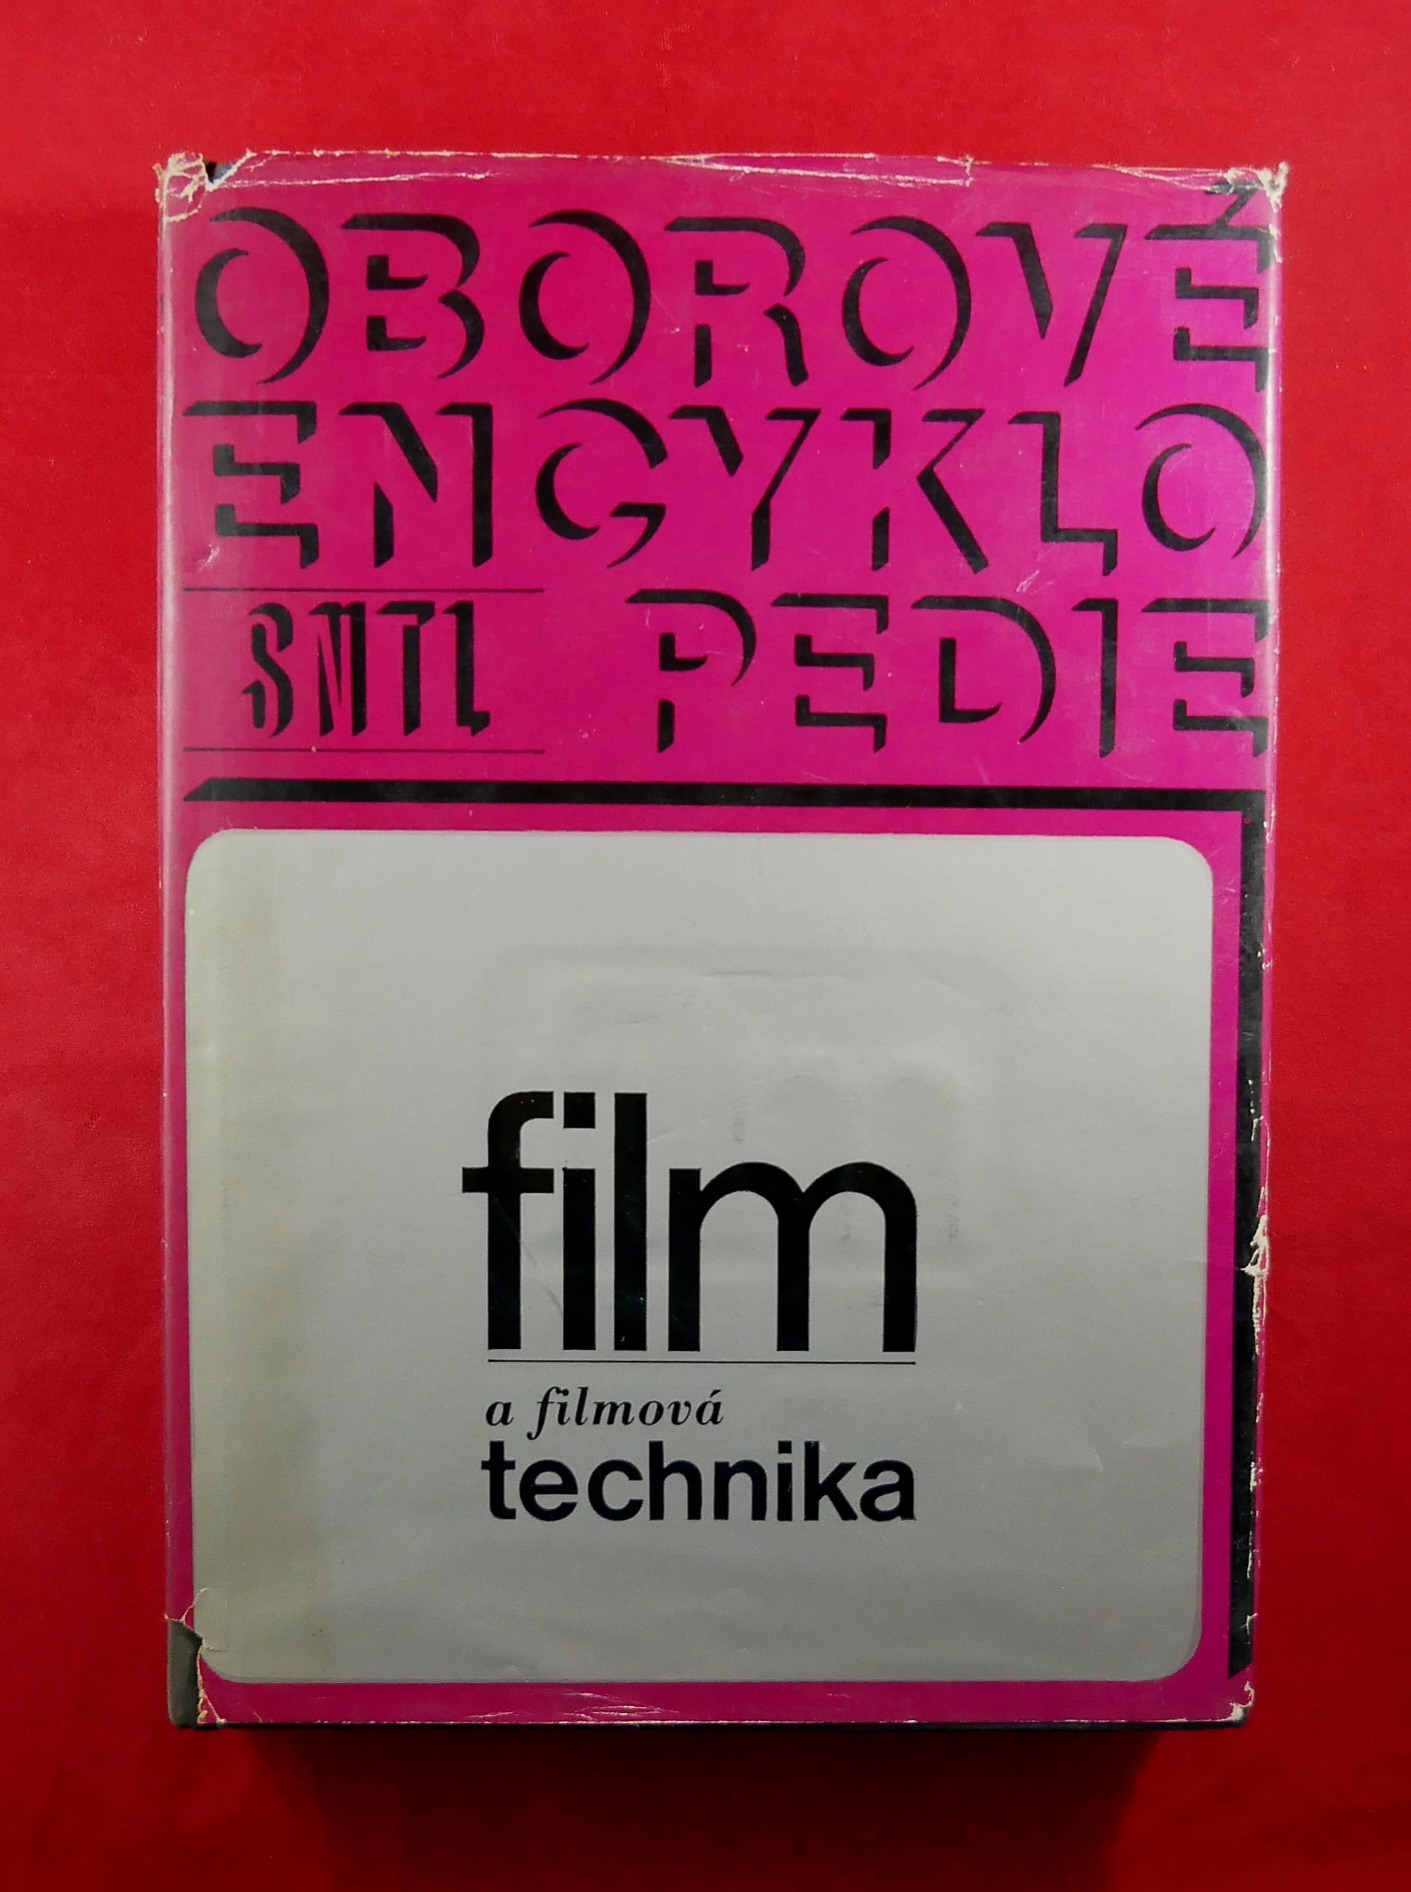 OBOROVÉ
ENCYKLO
SNTL PEDIE
film
a filmová
technika